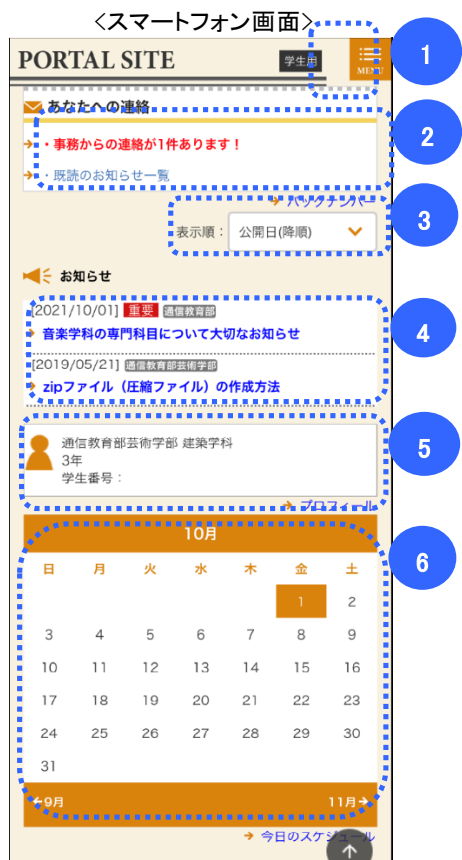 <スマートフォン画面>
PORTAL SITE 学生用 MENU
1
あなたへの連絡
・事務からの連絡が1件あります！
2
・既読のお知らせ一覧
バックナンバー
表示順： 公開日(降順)
3
お知らせ
[2021/10/01] 重要 通信教育部
音楽学科の専門科目について大切なお知らせ
4
[2019/05/21] 通信教育部芸術学部
zipファイル（圧縮ファイル）の作成方法
通信教育部芸術学部 建築学科
3年
学生番号：
5
プロフィール
10月
6
日 月 火 水 木 金 土
1 2
3 4 5 6 7 8 9
10 11 12 13 14 15 16
17 18 19 20 21 22 23
24 25 26 27 28 29 30
31
←9月 11月→
今日のスケジュール